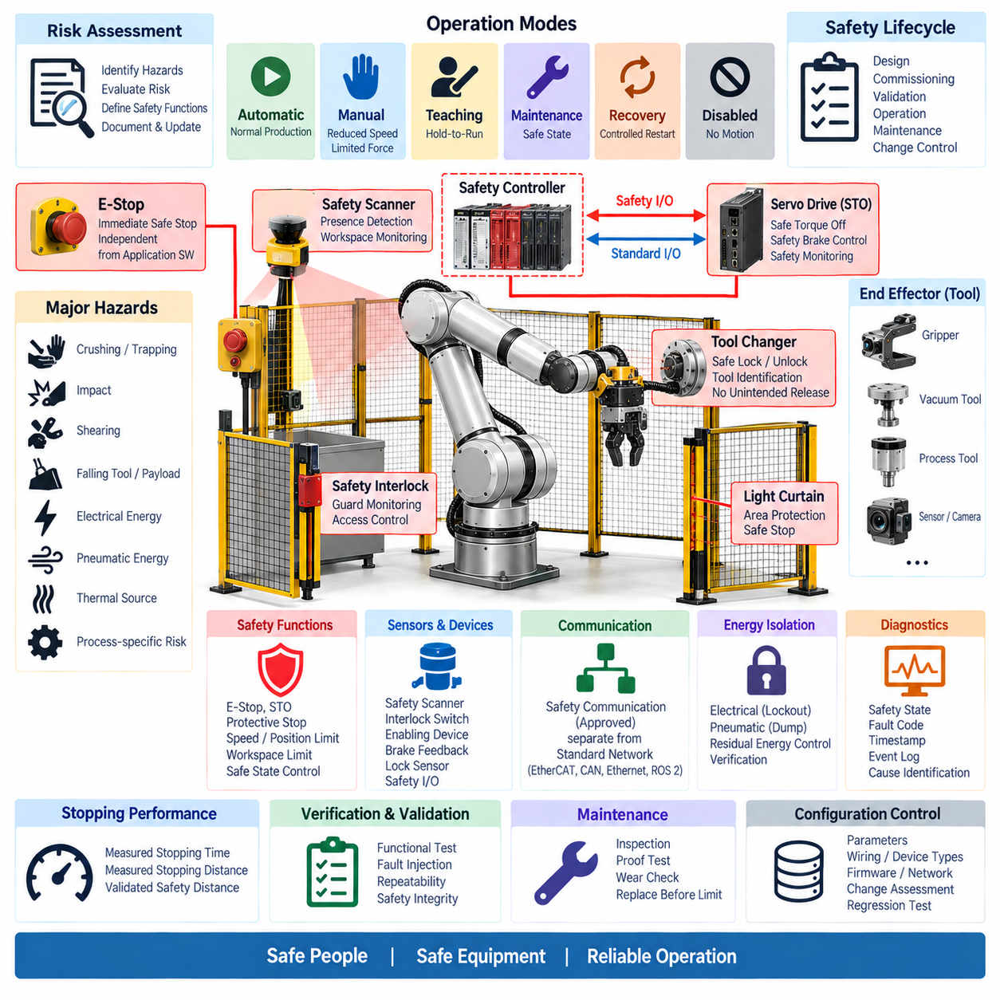 Risk Assessment
Identify Hazards
Evaluate Risk
Define Safety Functions
Document & Update
Operation Modes
Automatic
Normal Production
Manual
Reduced Speed
Limited Force
Teaching
Hold-to-Run
Maintenance
Safe State
Recovery
Controlled Restart
Disabled
No Motion
Safety Lifecycle
Design
Commissioning
Validation
Operation
Maintenance
Change Control
E-Stop
Immediate Safe Stop
Independent
from Application SW
Safety Scanner
Presence Detection
Workspace Monitoring
Safety Controller
Safety I/O
Standard I/O
Servo Drive (STO)
Safe Torque Off
Safety Brake Control
Safety Monitoring
Major Hazards
Crushing / Trapping
Impact
Shearing
Falling Tool / Payload
Electrical Energy
Pneumatic Energy
Thermal Source
Process-specific Risk
Tool Changer
Safe Lock / Unlock
Tool Identification
No Unintended Release
End Effector (Tool)
Gripper
Vacuum Tool
Process Tool
Sensor / Camera
...
Safety Interlock
Guard Monitoring
Access Control
Light Curtain
Area Protection
Safe Stop
Safety Functions
E-Stop, STO
Protective Stop
Speed / Position Limit
Workspace Limit
Safe State Control
Sensors & Devices
Safety Scanner
Interlock Switch
Enabling Device
Brake Feedback
Lock Sensor
Safety I/O
Communication
Safety Communication
(Approved)
separate from
Standard Network
(EtherCAT, CAN, Ethernet, ROS 2)
Energy Isolation
Electrical (Lockout)
Pneumatic (Dump)
Residual Energy Control
Verification
Diagnostics
Safety State
Fault Code
Timestamp
Event Log
Cause Identification
Stopping Performance
Measured Stopping Time
Measured Stopping Distance
Validated Safety Distance
Verification & Validation
Functional Test
Fault Injection
Repeatability
Safety Integrity
Maintenance
Inspection
Proof Test
Wear Check
Replace Before Limit
Configuration Control
Parameters
Wiring / Device Types
Firmware / Network
Change Assessment
Regression Test
Safe People | Safe Equipment | Reliable Operation